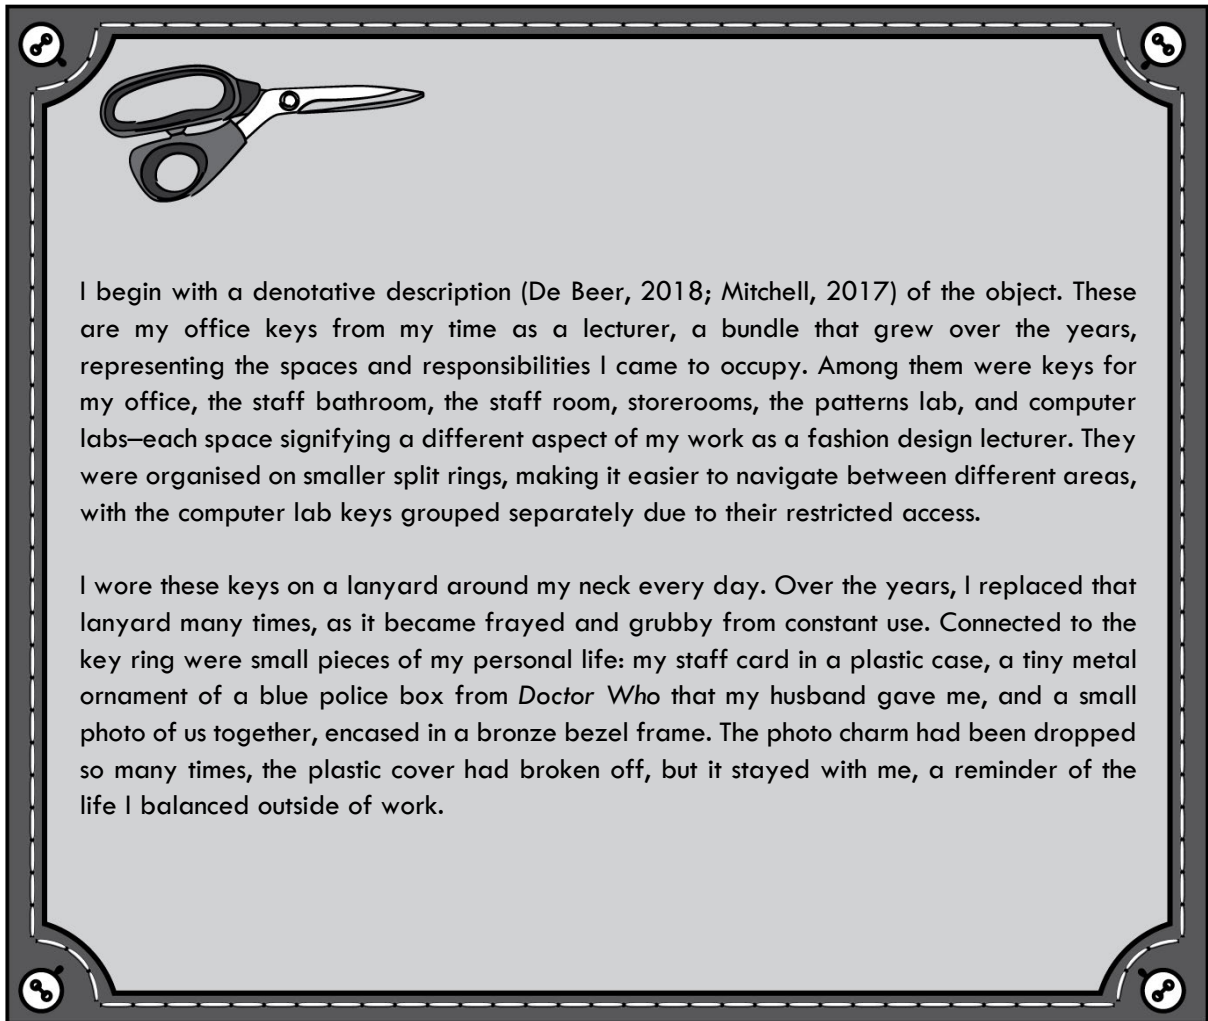 I begin with a denotative description (De Beer, 2018; Mitchell, 2017) of the object. These
are my office keys from my time as a lecturer, a bundle that grew over the years,
representing the spaces and responsibilities I came to occupy. Among them were keys for
my office, the staff bathroom, the staff room, storerooms, the patterns lab, and computer
labs–each space signifying a different aspect of my work as a fashion design lecturer. They
were organised on smaller split rings, making it easier to navigate between different areas,
with the computer lab keys grouped separately due to their restricted access.
I wore these keys on a lanyard around my neck every day. Over the years, I replaced that
lanyard many times, as it became frayed and grubby from constant use. Connected to the
key ring were small pieces of my personal life: my staff card in a plastic case, a tiny metal
ornament of a blue police box from Doctor Who that my husband gave me, and a small
photo of us together, encased in a bronze bezel frame. The photo charm had been dropped
so many times, the plastic cover had broken off, but it stayed with me, a reminder of the
life I balanced outside of work.